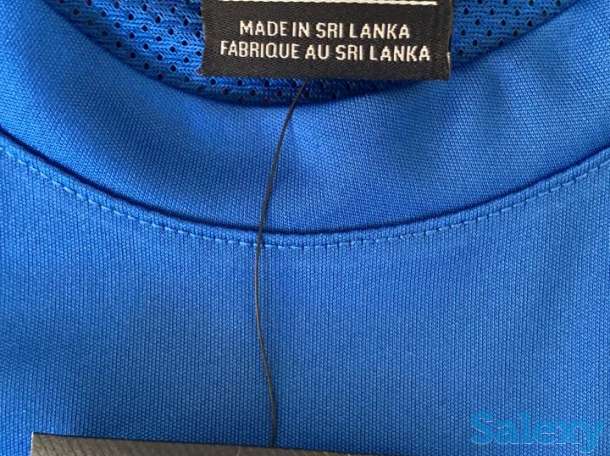 MADE IN SRI LANKA
FABRIQUE AU SRI LANKA
Salexy